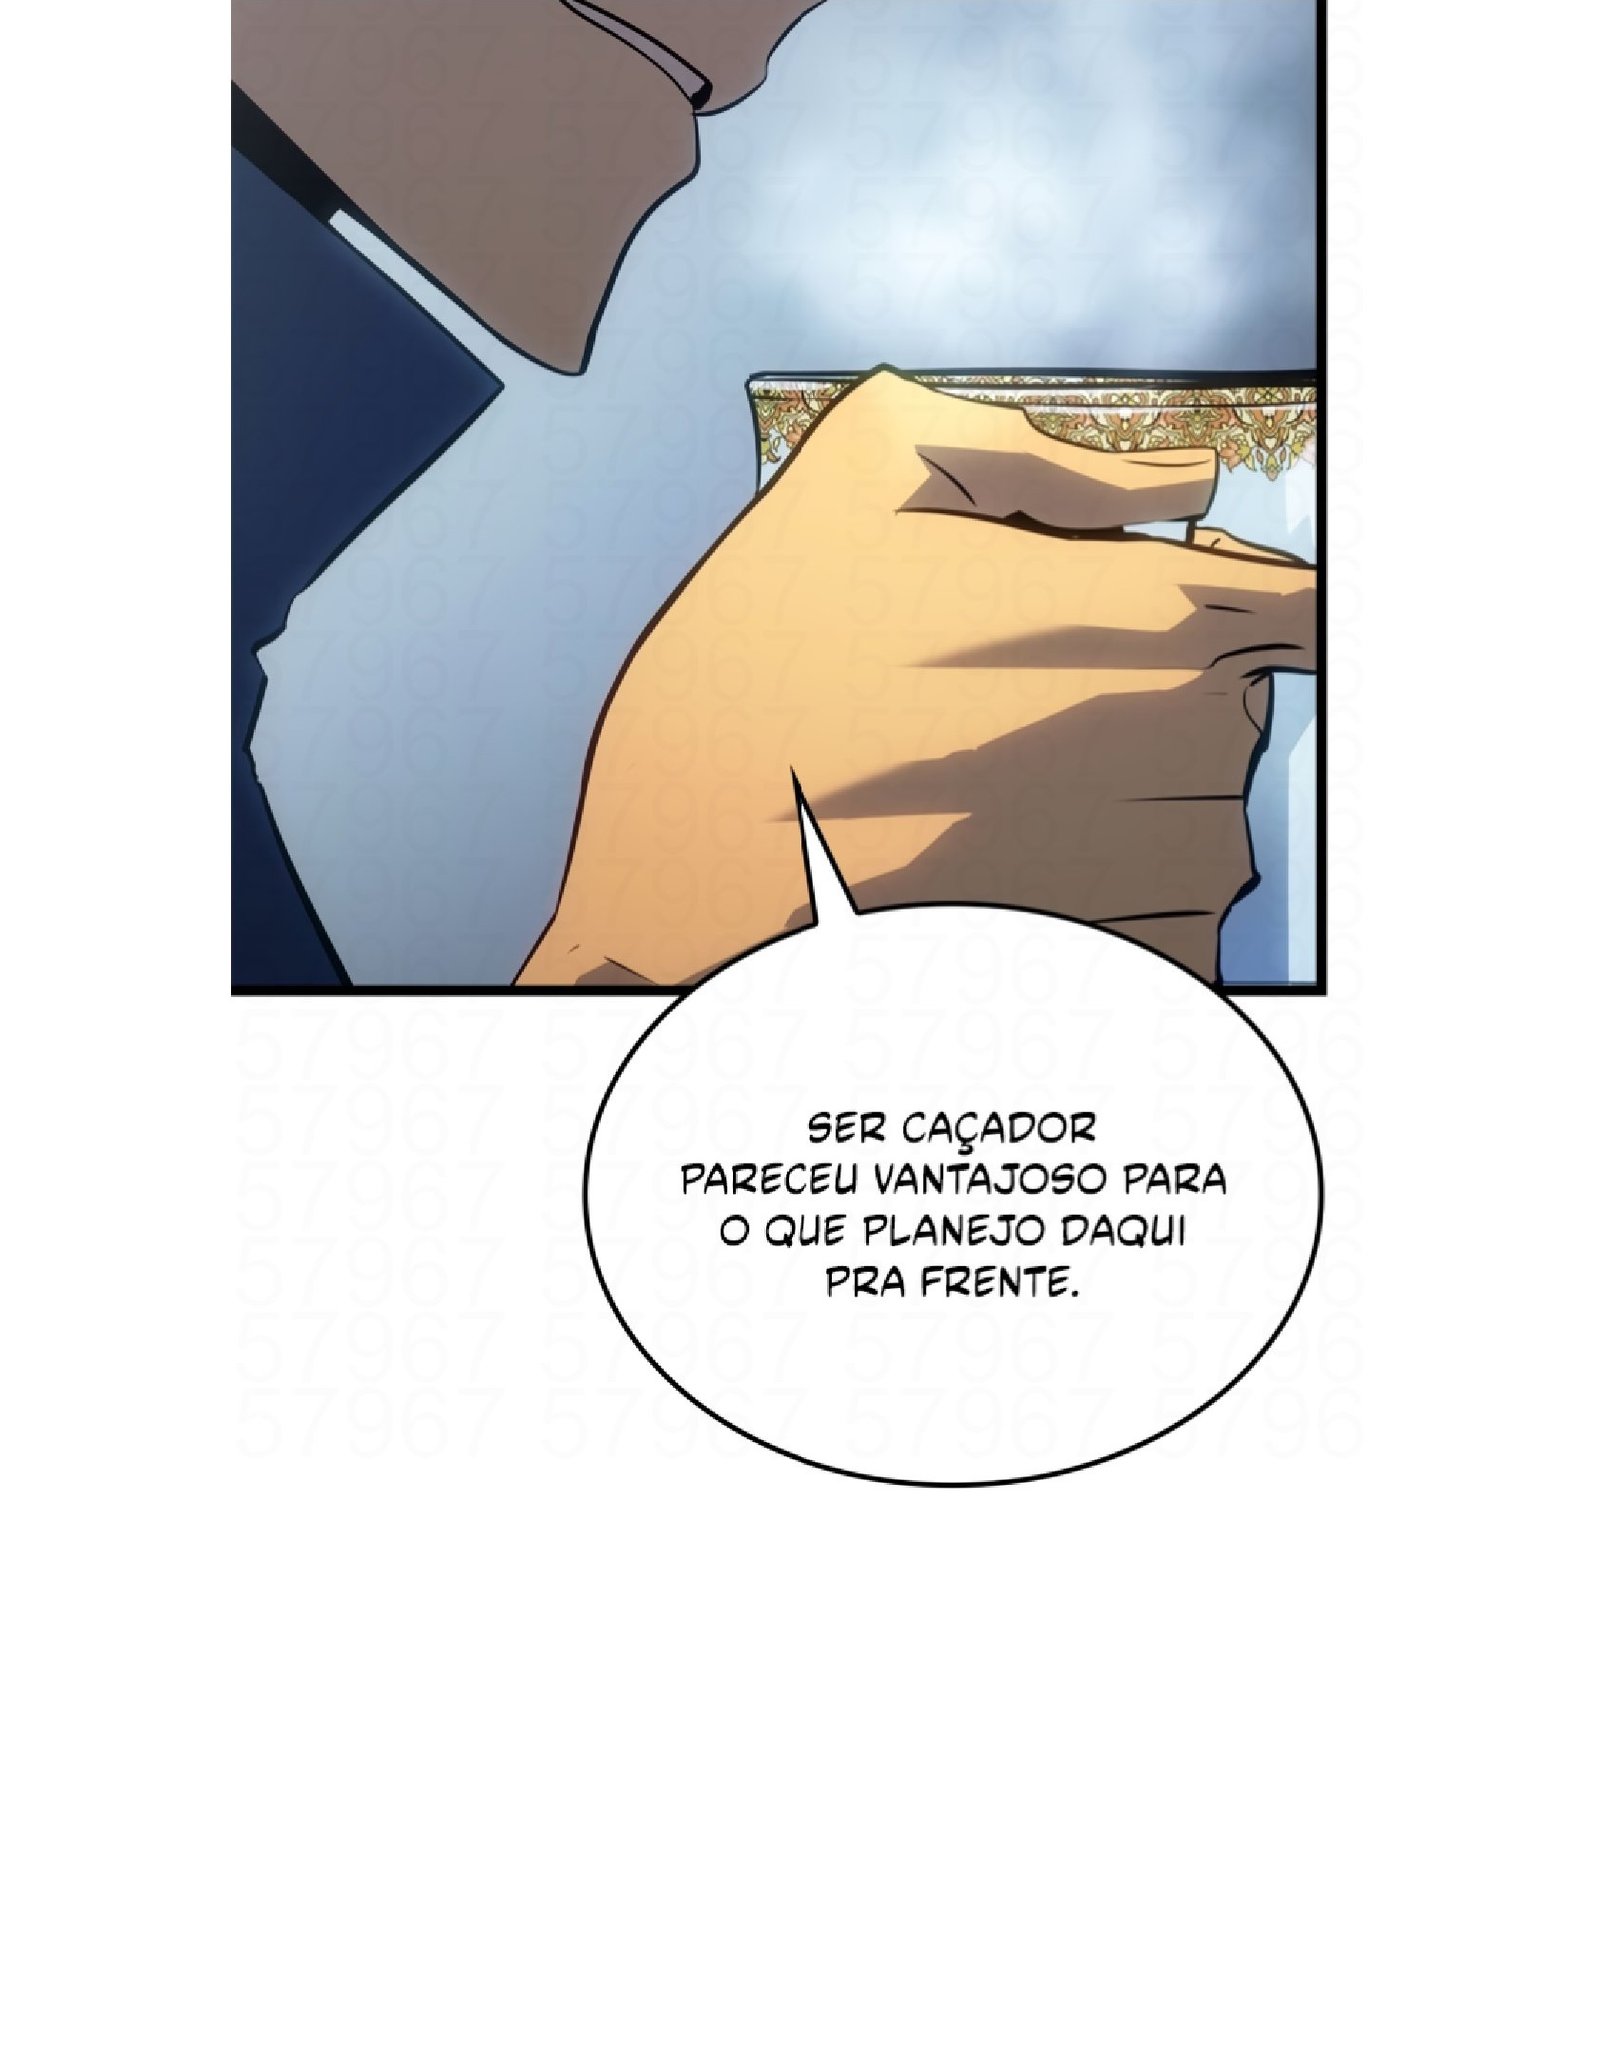 SER CAÇADOR
PARECEU VANTAJOSO PARA
O QUE PLANEJO DAQUI
PRA FRENTE.